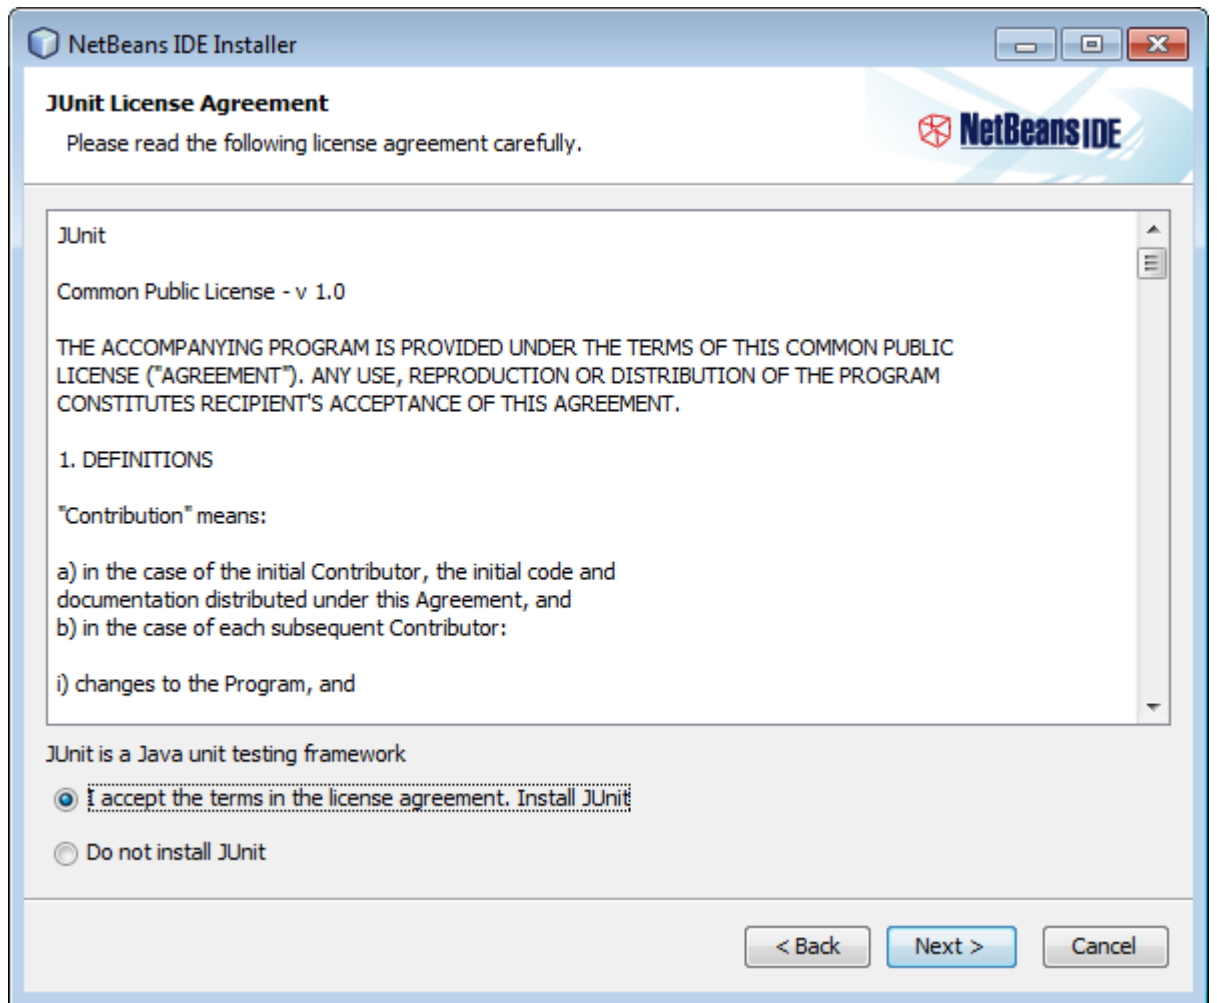 NetBeans IDE Installer
JUnit License Agreement
Please read the following license agreement carefully.
NetBeans IDE
JUnit
Common Public License - v 1.0
THE ACCOMPANYING PROGRAM IS PROVIDED UNDER THE TERMS OF THIS COMMON PUBLIC
LICENSE ("AGREEMENT"). ANY USE, REPRODUCTION OR DISTRIBUTION OF THE PROGRAM
CONSTITUTES RECIPIENT'S ACCEPTANCE OF THIS AGREEMENT.
1. DEFINITIONS
"Contribution" means:
a) in the case of the initial Contributor, the initial code and
documentation distributed under this Agreement, and
b) in the case of each subsequent Contributor:
i) changes to the Program, and
JUnit is a Java unit testing framework
I accept the terms in the license agreement. Install JUnit
Do not install JUnit
< Back
Next >
Cancel